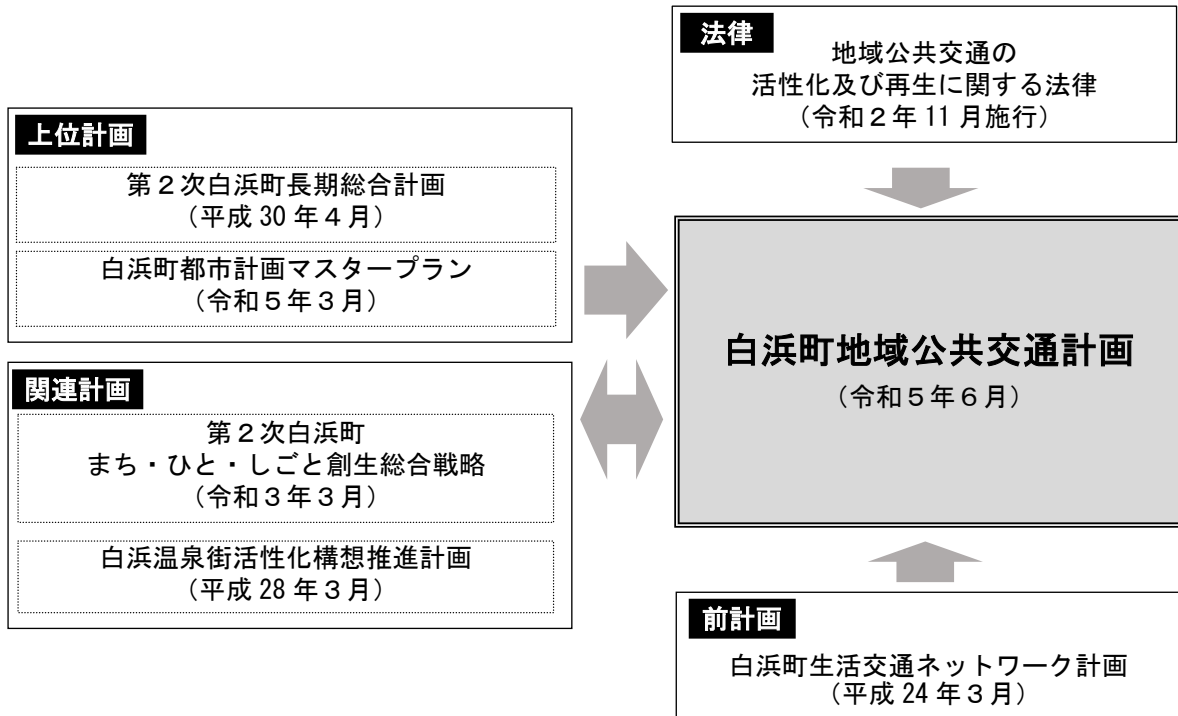 法律
地域公共交通の
活性化及び再生に関する法律
（令和２年 11 月施行）
上位計画
第２次白浜町長期総合計画
（平成 30 年４月）
白浜町都市計画マスタープラン
（令和５年３月）
関連計画
第２次白浜町
まち・ひと・しごと創生総合戦略
（令和３年３月）
白浜温泉街活性化構想推進計画
（平成 28 年３月）
白浜町地域公共交通計画
（令和５年６月）
前計画
白浜町生活交通ネットワーク計画
（平成 24 年３月）